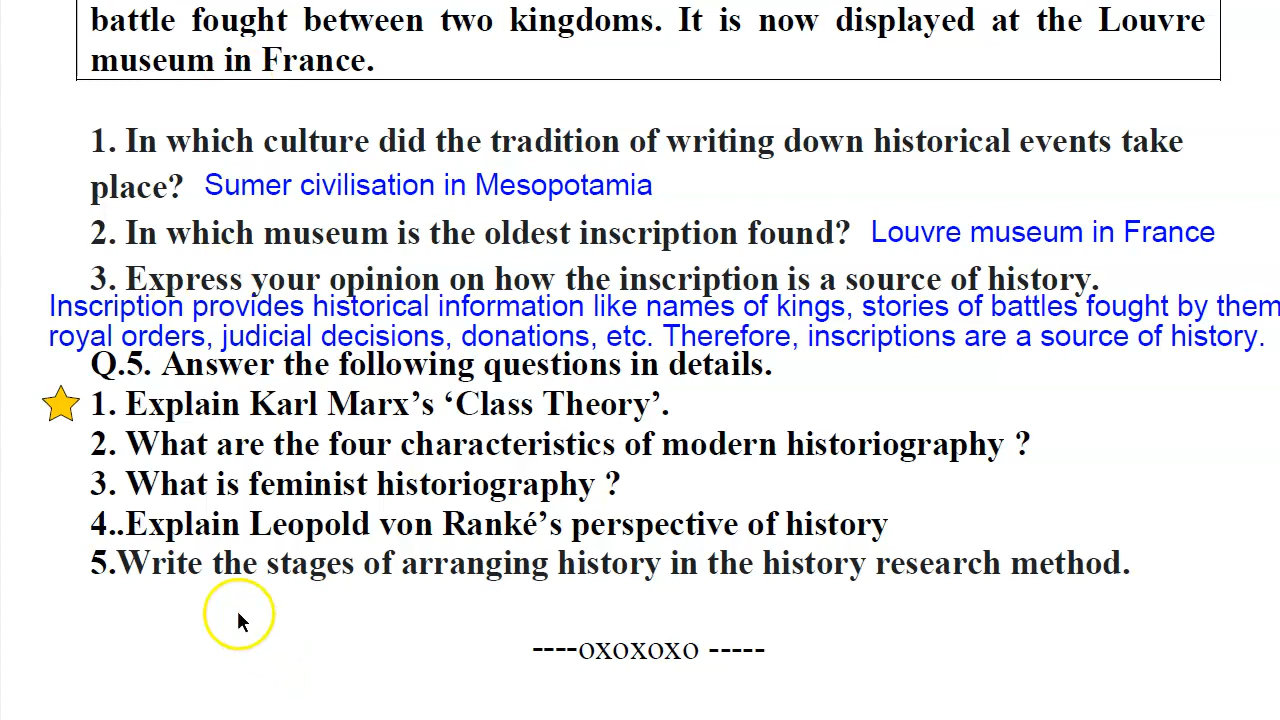 battle fought between two kingdoms. It is now displayed at the Louvre
museum in France.
1. In which culture did the tradition of writing down historical events take
place? Sumer civilisation in Mesopotamia
2. In which museum is the oldest inscription found? Louvre museum in France
3. Express your opinion on how the inscription is a source of history.
Inscription provides historical information like names of kings, stories of battles fought by them
royal orders, judicial decisions, donations, etc. Therefore, inscriptions are a source of history.
Q.5. Answer the following questions in details.
1. Explain Karl Marx’s ‘Class Theory’.
2. What are the four characteristics of modern historiography ?
3. What is feminist historiography ?
4..Explain Leopold von Ranké’s perspective of history
5.Write the stages of arranging history in the history research method.
----oxoxoxo -----